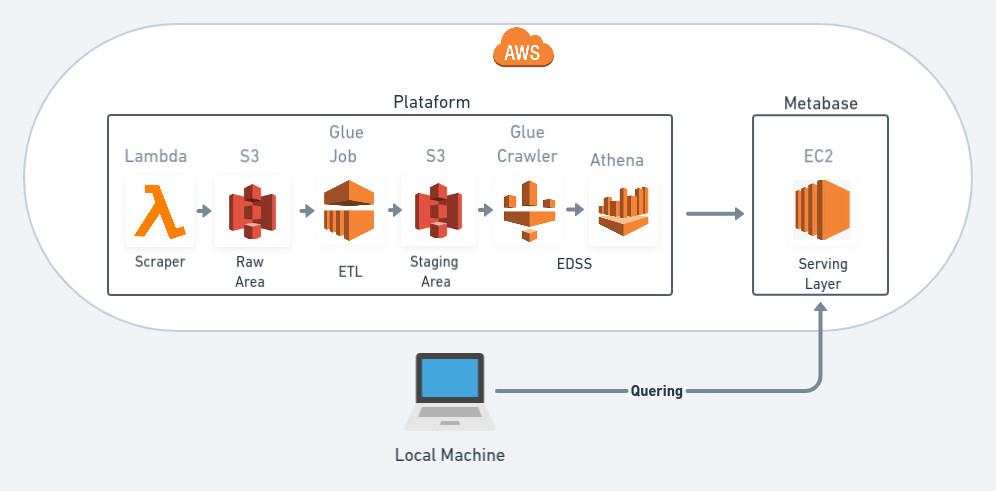 AWS
Plataform
Metabase
Lambda
S3
Glue
Job
S3
Glue
Crawler
Athena
EC2
Scraper
Raw
Area
ETL
Staging
Area
EDSS
Serving
Layer
Quering
Local Machine